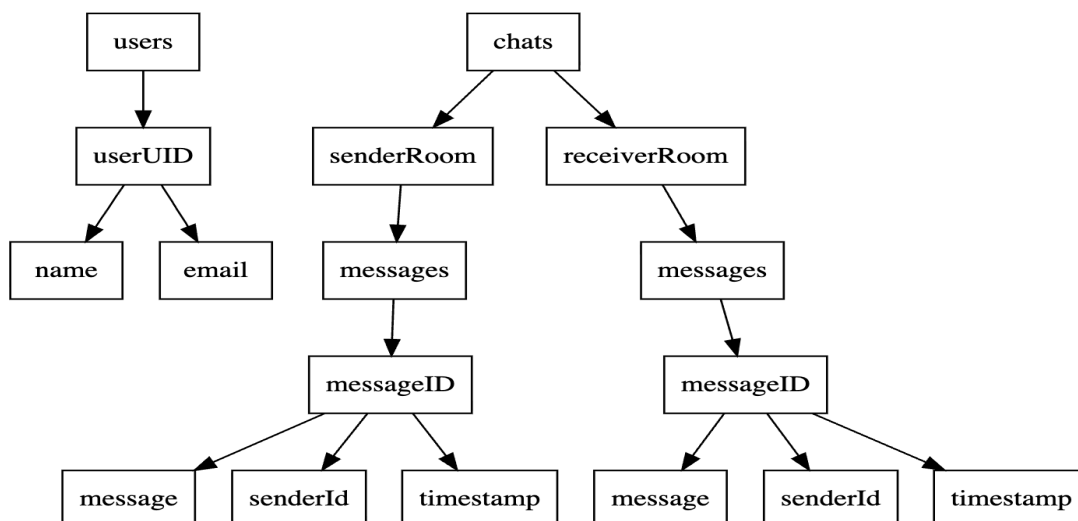 users
chats
userUID
senderRoom
receiverRoom
name
email
messages
messages
messageID
messageID
message
senderId
timestamp
message
senderId
timestamp